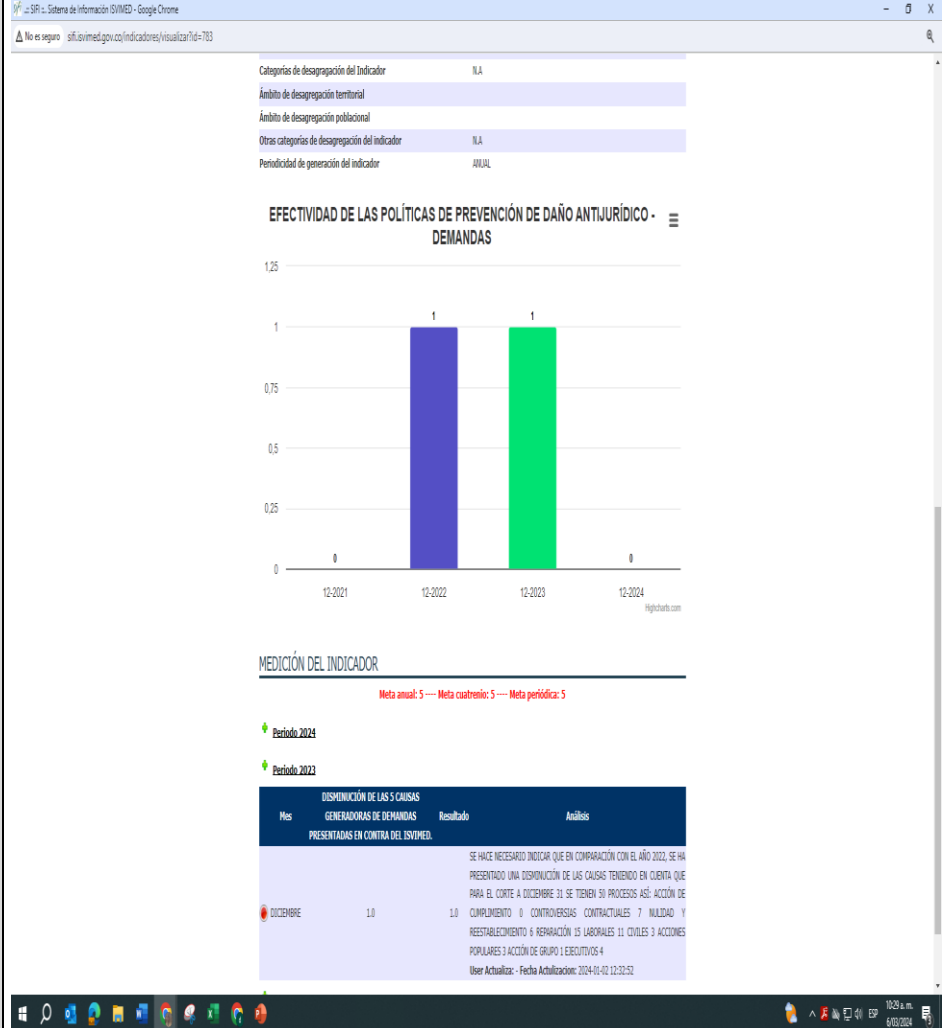 .:: SIFI ::. Sistema de Información ISVIMED - Google Chrome
No es seguro sifi.isvimed.gov.co/indicadores/visualizar?id=783
Categorías de desagragación del Indicador N.A
Ámbito de desagregación territorial
Ámbito de desagregación poblacional
Otras categorías de desagregación del indicador N.A
Periodicidad de generación del indicador ANUAL
EFECTIVIDAD DE LAS POLÍTICAS DE PREVENCIÓN DE DAÑO ANTIJURÍDICO -
DEMANDAS
1,25
1
0,75
0,5
0,25
0
0
1
1
0
12-2021
12-2022
12-2023
12-2024
Highcharts.com
MEDICIÓN DEL INDICADOR
Meta anual: 5 ---- Meta cuatrenio: 5 ---- Meta periódica: 5
Periodo 2024
Periodo 2023
Mes
DISMINUCIÓN DE LAS 5 CAUSAS
GENERADORAS DE DEMANDAS
PRESENTADAS EN CONTRA DEL ISVIMED.
Resultado
Análisis
DICIEMBRE
1.0
1.0
SE HACE NECESARIO INDICAR QUE EN COMPARACIÓN CON EL AÑO 2022, SE HA
PRESENTADO UNA DISMINUCIÓN DE LAS CAUSAS TENIENDO EN CUENTA QUE
PARA EL CORTE A DICIEMBRE 31 SE TIENEN 50 PROCESOS ASÍ: ACCIÓN DE
CUMPLIMIENTO 0 CONTROVERSIAS CONTRACTUALES 7 NULIDAD Y
REESTABLECIMIENTO 6 REPARACIÓN 15 LABORALES 11 CIVILES 3 ACCIONES
POPULARES 3 ACCIÓN DE GRUPO 1 EJECUTIVOS 4
User Actualiza: - Fecha Actulizacion: 2024-01-02 12:32:52
ESP
10:29 a. m.
6/03/2024